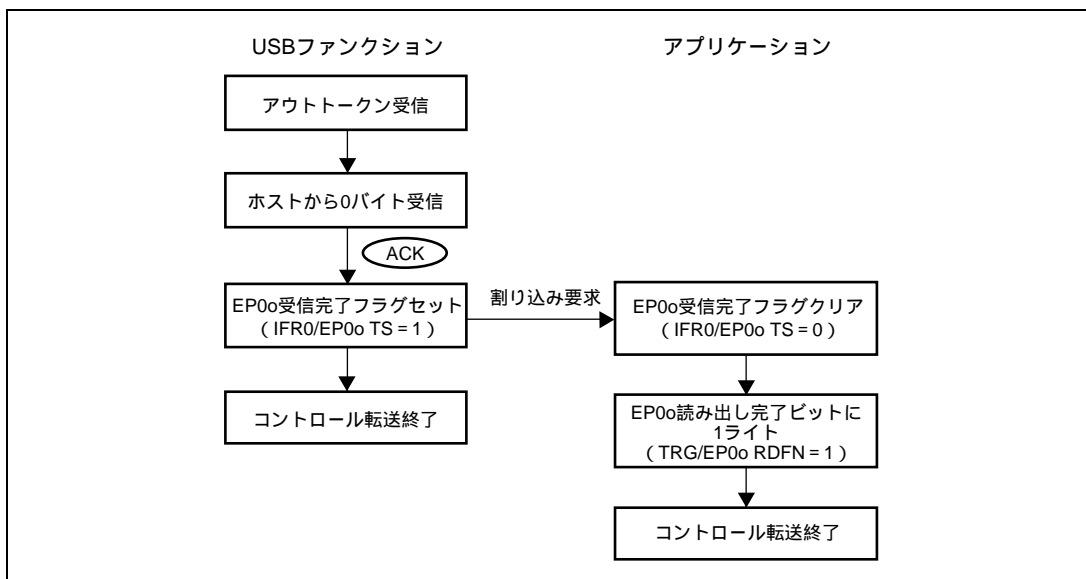 USBファンクション
アプリケーション
アウトトークン受信
ホストから0バイト受信
ACK
EP0o受信完了フラグセット
（IFR0/EP0o TS = 1）
割り込み要求
EP0o受信完了フラグクリア
（IFR0/EP0o TS = 0）
コントロール転送終了
EP0o読み出し完了ビットに
1ライト
（TRG/EP0o RDFN = 1）
コントロール転送終了